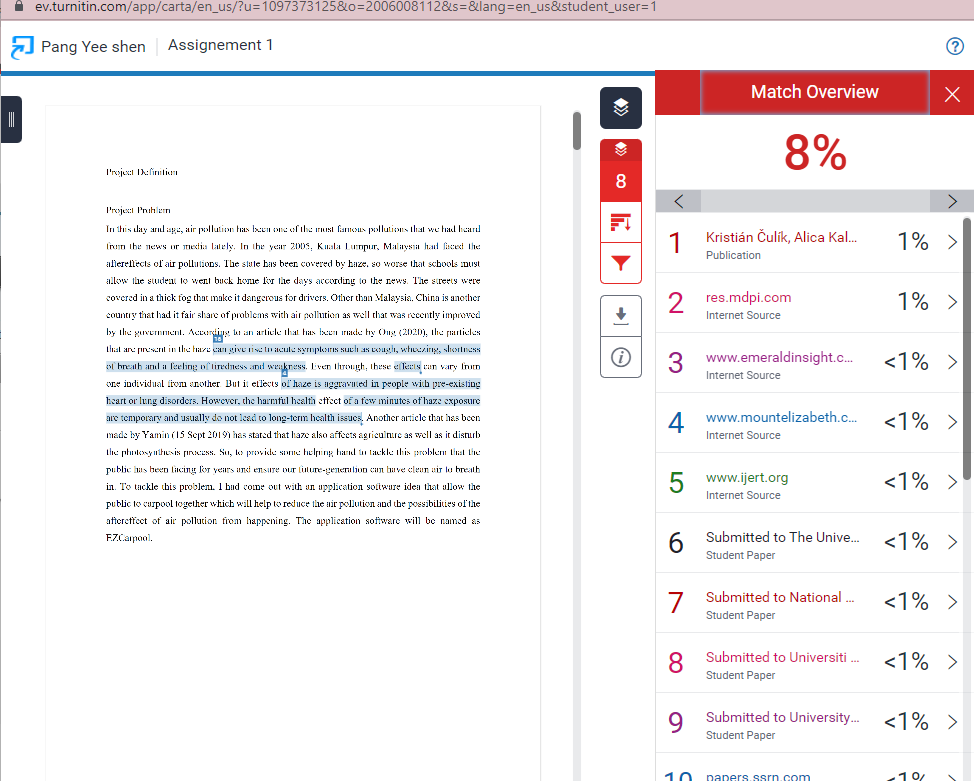 ev.turnitin.com/app/carta/en_us/?u=1097373125&o=2006008112&s=&lang=en_us&student_user=1
Pang Yee shen
Assignement 1
?
Project Definition
Project Problem
In this day and age, air pollution has been one of the most famous pollutions that we had heard
from the news or media lately. In the year 2005, Kuala Lumpur, Malaysia had faced the
aftereffects of air pollutions. The state has been covered by haze, so worse that schools must
allow the student to went back home for the days according to the news. The streets were
covered in a thick fog that make it dangerous for drivers. Other than Malaysia, China is another
country that had it fair share of problems with air pollution as well that was recently improved
by the government. According to an article that has been made by Ong (2020), the particles
16
that are present in the haze can give rise to acute symptoms such as cough, wheezing, shortness
of breath and a feeling of tiredness and weakness. Even through, these effects can vary from
4
one individual from another. But it effects of haze is aggravated in people with pre-existing
heart or lung disorders. However, the harmful health effect of a few minutes of haze exposure
are temporary and usually do not lead to long-term health issues. Another article that has been
made by Yamin (15 Sept 2019) has stated that haze also affects agriculture as well as it disturb
the photosynthesis process. So, to provide some helping hand to tackle this problem that the
public has been facing for years and ensure our future-generation can have clean air to breath
in. To tackle this problem, I had come out with an application software idea that allow the
public to carpool together which will help to reduce the air pollution and the possibilities of the
aftereffect of air pollution from happening. The application software will be named as
EZCarpool.
8
Match Overview
8%
1 Kristián Čulík, Alica Kal... 1%
Publication
2 res.mdpi.com 1%
Internet Source
3 www.emeraldinsight.c... <1%
Internet Source
4 www.mountelizabeth.c... <1%
Internet Source
5 www.ijert.org <1%
Internet Source
6 Submitted to The Unive... <1%
Student Paper
7 Submitted to National ... <1%
Student Paper
8 Submitted to Universiti ... <1%
Student Paper
9 Submitted to University... <1%
Student Paper
10 papers.ssrn.com <1%